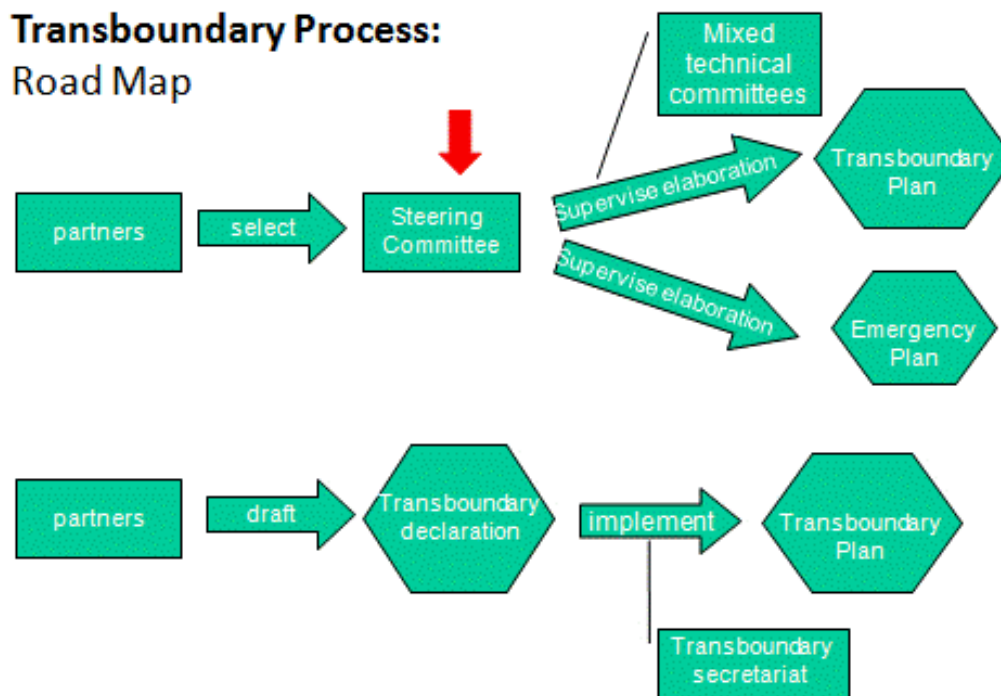 Transboundary Process:
Road Map
Mixed
technical
committees
Transboundary
Plan
Supervise elaboration
partners
select
Steering
Committee
Supervise elaboration
Emergency
Plan
partners
draft
Transboundary
declaration
implement
Transboundary
Plan
Transboundary
secretariat